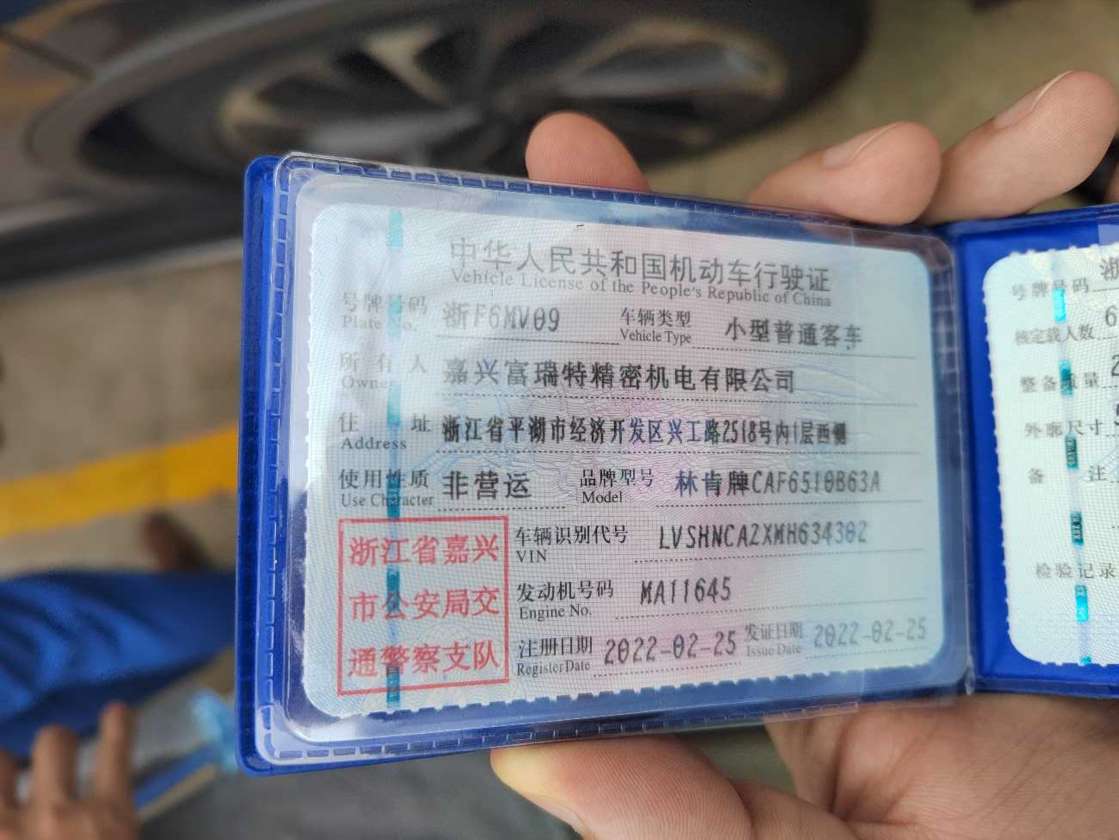 中华人民共和国机动车行驶证
Vehicle License of the People's Republic of China
号牌号码 浙F6MV09 车辆类型 小型普通客车
Plate No. Vehicle Type
所有人 嘉兴富瑞特精密机电有限公司
Owner
住址 浙江省平湖市经济开发区兴工路2518号内1层西侧
Address
使用性质 非营运 品牌型号 林肯牌CAF6510B63A
Use Character Model
浙江省嘉兴
市公安局交
通警察支队
车辆识别代号 LVSHNCAZXMH634302
VIN
发动机号码 MA11645
Engine No.
注册日期 2022-02-25 发证日期 2022-02-25
Register Date Issue Date
号牌号码 浙
核定载人数 6
整备质量
外廓尺寸
备注
检验记录